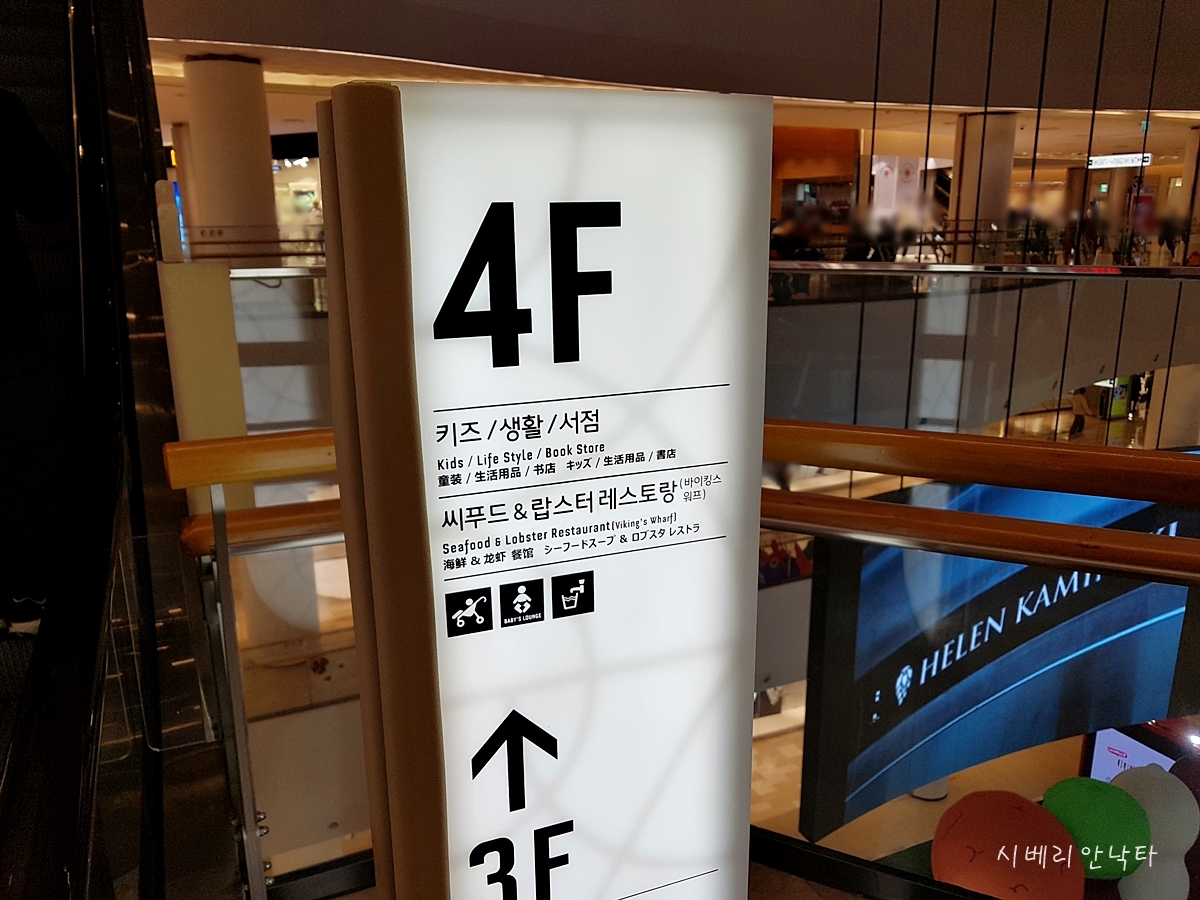 4F
키즈 / 생활 / 서점
Kids / Life Style / Book Store
童装 / 生活用品 / 书店 キッズ / 生活用品 / 書店
씨푸드 & 랍스터 레스토랑 (바이킹스
워프)
Seafood & Lobster Restaurant(Viking's Wharf)
海鲜 & 龙虾 餐馆 シーフードスープ & ロブスタ レストラ
BABY'S LOUNGE
3F
HELEN KAMI
시베리안낙타